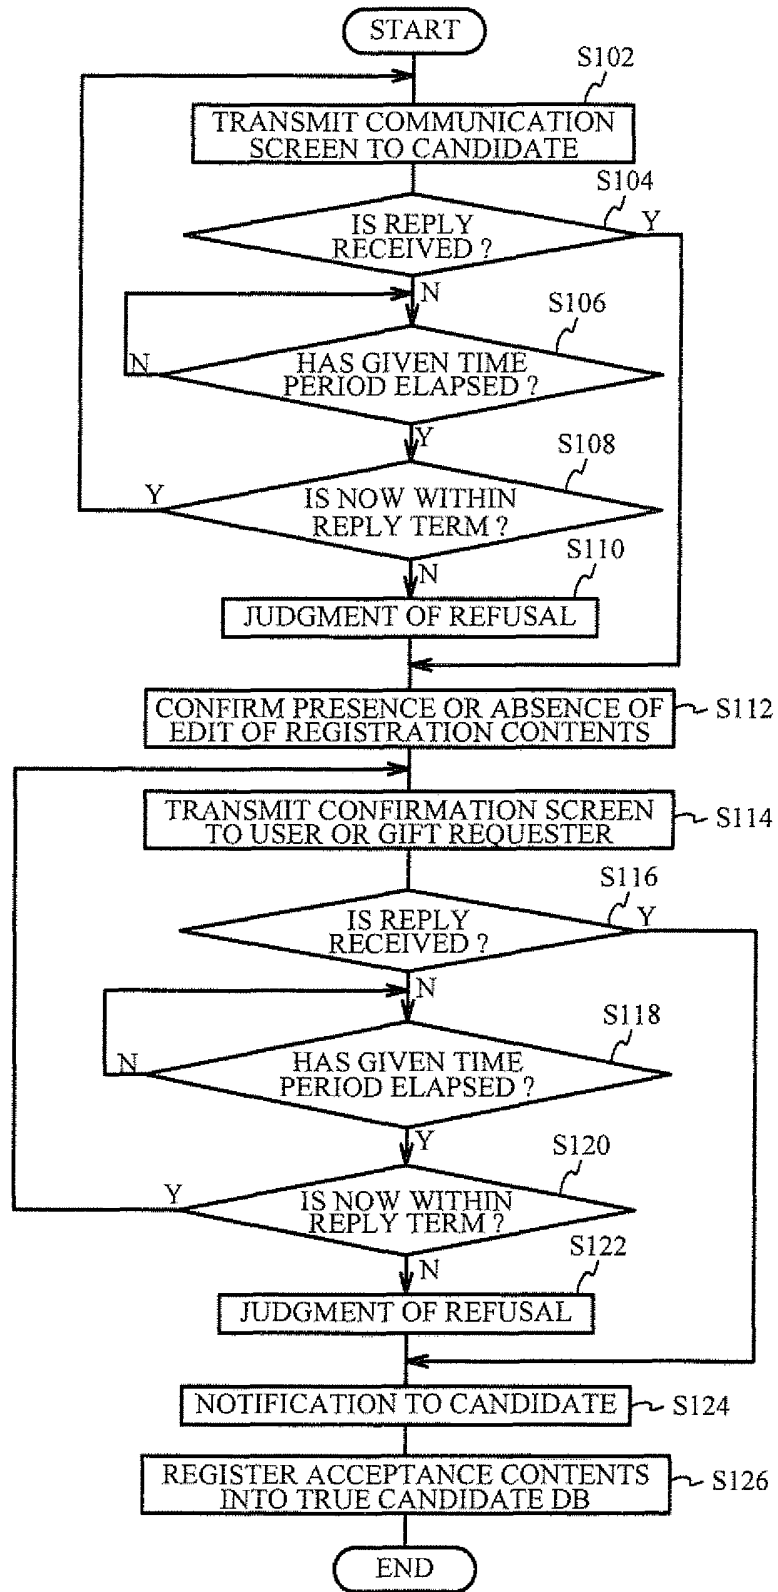 START
S102
TRANSMIT COMMUNICATION
SCREEN TO CANDIDATE
S104
IS REPLY
RECEIVED ?
Y
N
S106
HAS GIVEN TIME
PERIOD ELAPSED ?
N
Y
S108
IS NOW WITHIN
REPLY TERM ?
Y
N
S110
JUDGMENT OF REFUSAL
CONFIRM PRESENCE OR ABSENCE OF
EDIT OF REGISTRATION CONTENTS
S112
TRANSMIT CONFIRMATION SCREEN
TO USER OR GIFT REQUESTER
S114
S116
IS REPLY
RECEIVED ?
Y
N
S118
HAS GIVEN TIME
PERIOD ELAPSED ?
N
Y
S120
IS NOW WITHIN
REPLY TERM ?
Y
N
S122
JUDGMENT OF REFUSAL
NOTIFICATION TO CANDIDATE
S124
REGISTER ACCEPTANCE CONTENTS
INTO TRUE CANDIDATE DB
S126
END